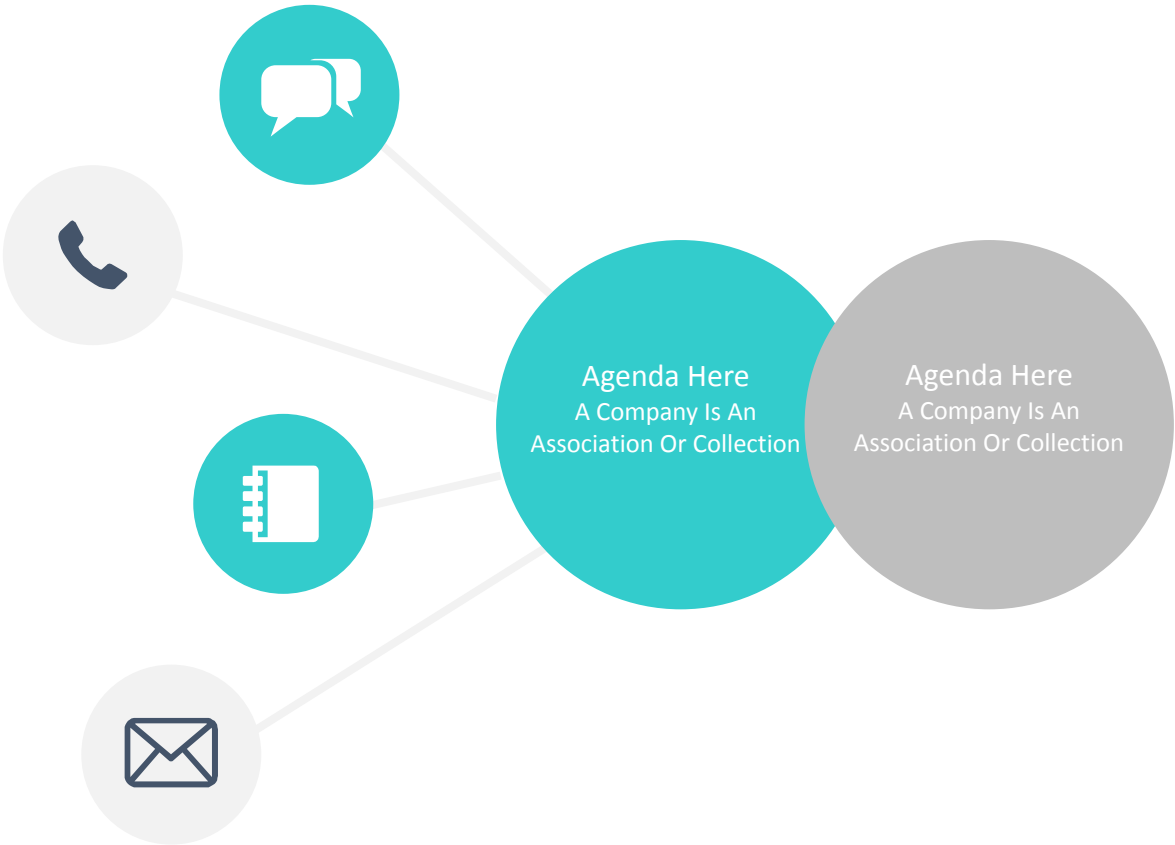 Agenda Here
A Company Is An
Association Or Collection
Agenda Here
A Company Is An
Association Or Collection